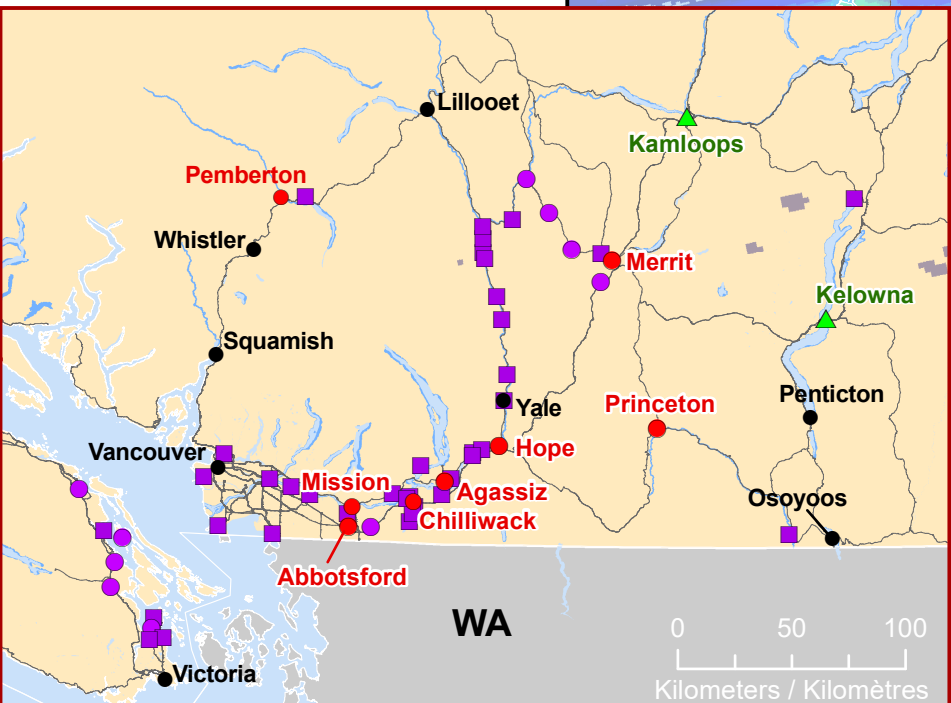 Lillooet
Kamloops
Pemberton
Whistler
Merrit
Kelowna
Squamish
Penticton
Yale
Princeton
Hope
Vancouver
Mission
Agassiz
Osoyoos
Chilliwack
Abbotsford
WA
0 50 100
Kilometers / Kilomètres
Victoria